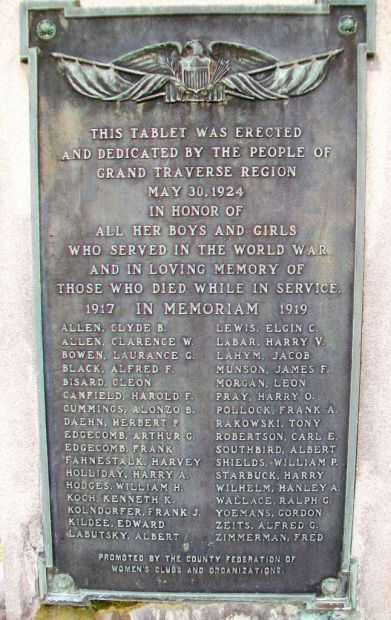 THIS TABLET WAS ERECTED
AND DEDICATED BY THE PEOPLE OF
GRAND TRAVERSE REGION
MAY 30, 1924
IN HONOR OF
ALL HER BOYS AND GIRLS
WHO SERVED IN THE WORLD WAR
AND IN LOVING MEMORY OF
THOSE WHO DIED WHILE IN SERVICE.
1917 IN MEMORIAM 1919
ALLEN, CLYDE B.
ALLEN, CLARENCE W.
BOWEN, LAURANCE G.
BLACK, ALFRED F.
BISARD, CLEON
CANFIELD, HAROLD F.
CUMMINGS, ALONZO B.
DAEHN, HERBERT P.
EDGECOMB, ARTHUR G.
EDGECOMB, FRANK
FAHNESTALK, HARVEY
HOLLIDAY, HARRY A.
HODGES, WILLIAM H.
KOCH, KENNETH K.
KOLNDORFER, FRANK J.
KILDEE, EDWARD
LABUTSKY, ALBERT
LEWIS, ELGIN C.
LABAR, HARRY V.
LAHYM, JACOB
MUNSON, JAMES F.
MORGAN, LEON
PRAY, HARRY O.
POLLOCK, FRANK A.
RAKOWSKI, TONY
ROBERTSON, CARL E.
SOUTHBIRD, ALBERT
SHIELDS, WILLIAM P.
STARBUCK, HARRY
WILHELM, HANLEY A.
WALLACE, RALPH G.
YOEMANS, GORDON
ZEITS, ALFRED G.
ZIMMERMAN, FRED
PROMOTED BY THE COUNTY FEDERATION OF
WOMEN'S CLUBS AND ORGANIZATIONS.